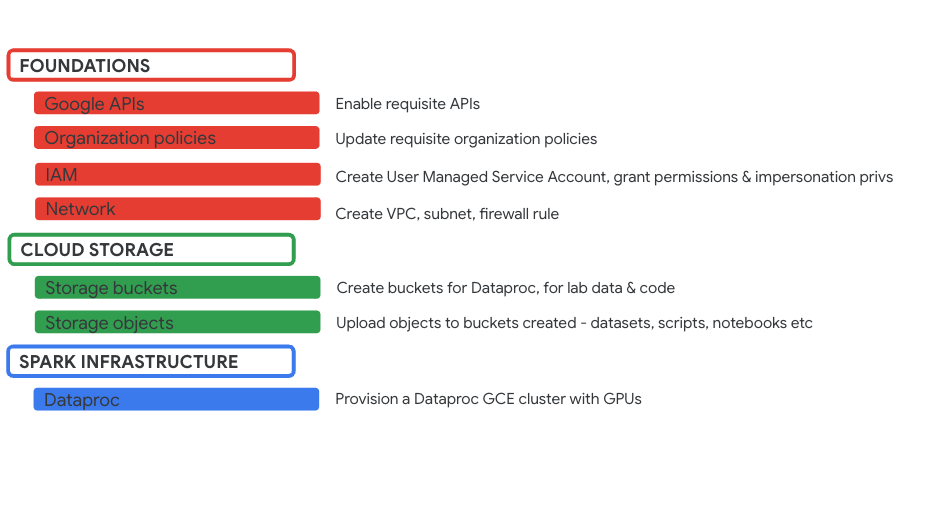 FOUNDATIONS
Google APIs Enable requisite APIs
Organization policies Update requisite organization policies
IAM Create User Managed Service Account, grant permissions & impersonation privs
Network Create VPC, subnet, firewall rule
CLOUD STORAGE
Storage buckets Create buckets for Dataproc, for lab data & code
Storage objects Upload objects to buckets created - datasets, scripts, notebooks etc
SPARK INFRASTRUCTURE
Dataproc Provision a Dataproc GCE cluster with GPUs